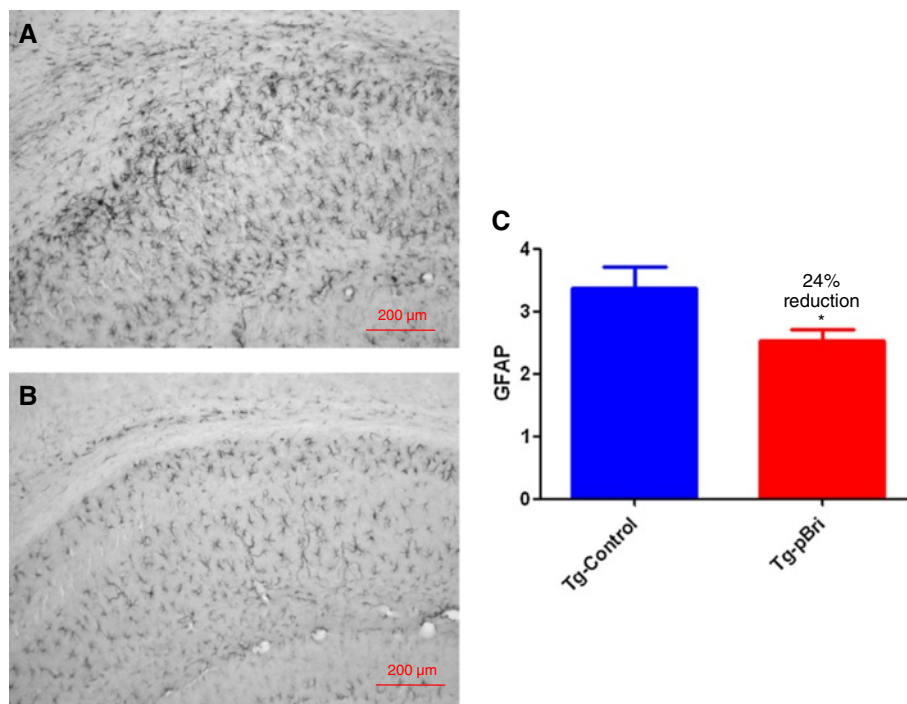 A
200 µm
B
200 µm
C
GFAP
4
3
2
1
0
24%
reduction
*
Tg-Control
Tg-pBri